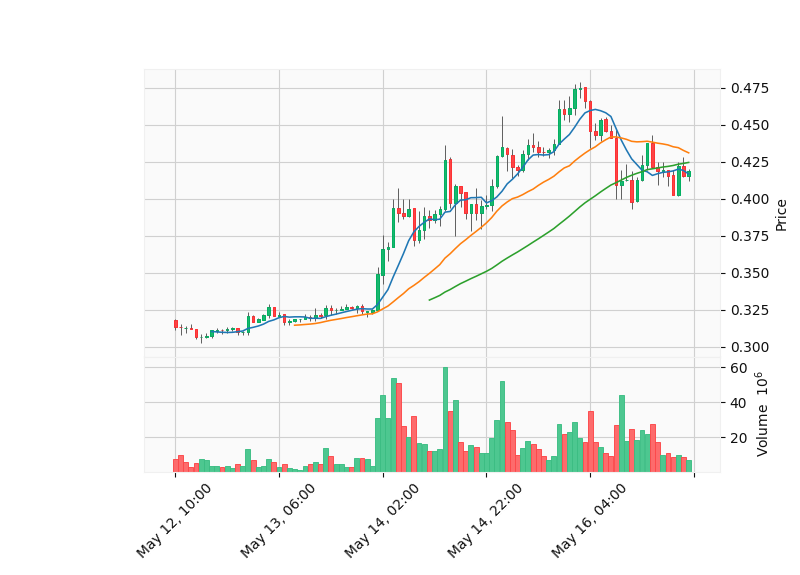 0.475
0.450
0.425
0.400
0.375
0.350
0.325
0.300
Price
60
40
20
Volume 10^6
May 12, 10:00
May 13, 06:00
May 14, 02:00
May 14, 22:00
May 16, 04:00